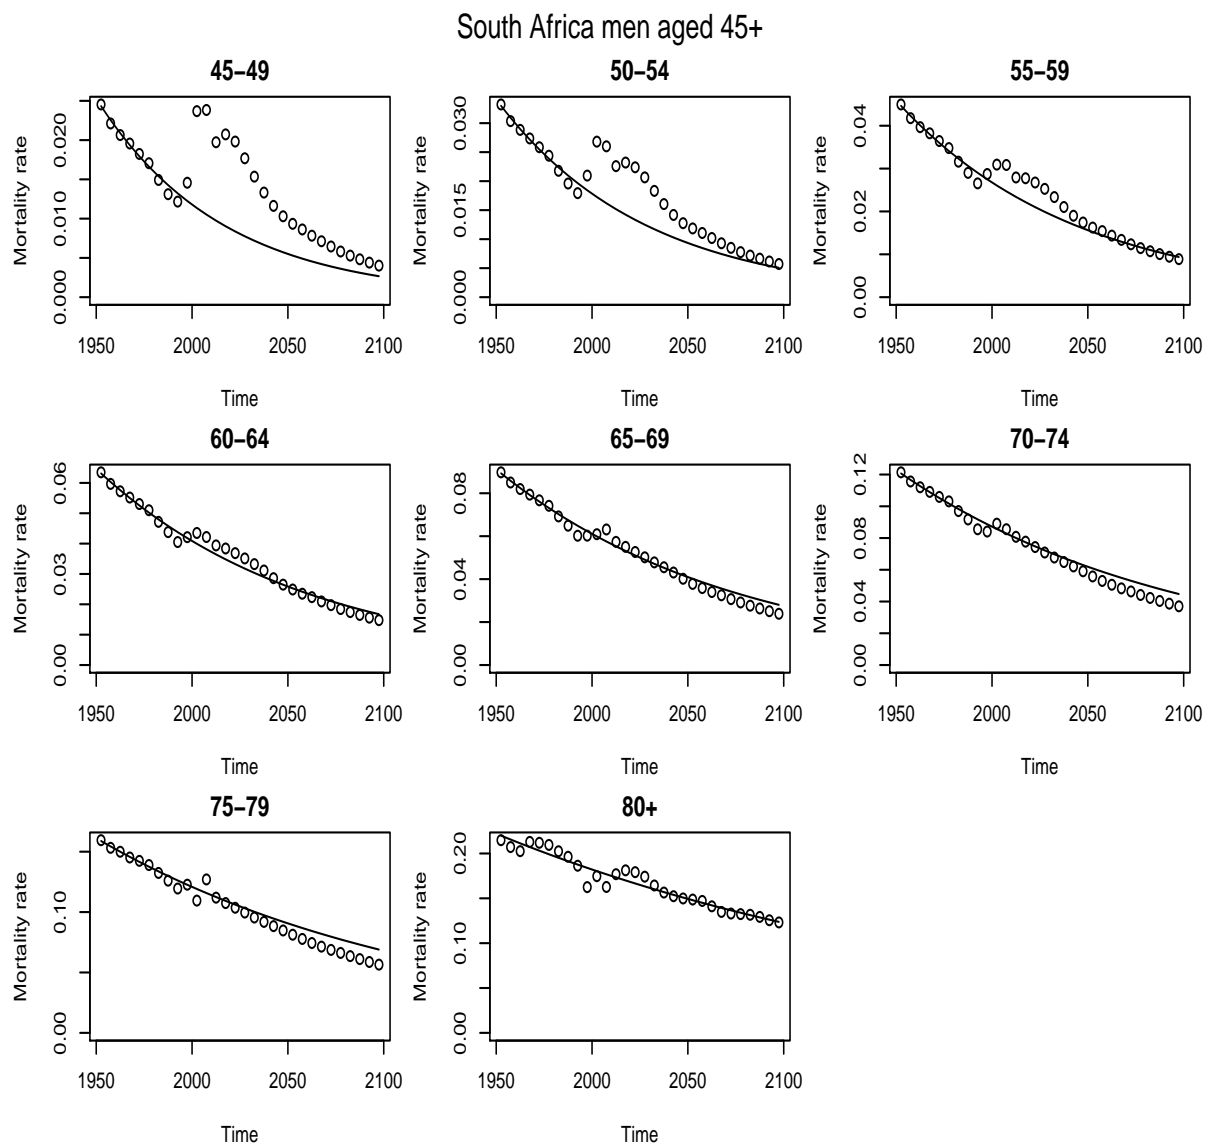 South Africa men aged 45+
45–49
50–54
55–59
Mortality rate
0.000 0.010 0.020
Mortality rate
0.000 0.015 0.030
Mortality rate
0.00 0.02 0.04
1950 2000 2050 2100
1950 2000 2050 2100
1950 2000 2050 2100
Time
Time
Time
60–64
65–69
70–74
Mortality rate
0.00 0.03 0.06
Mortality rate
0.00 0.04 0.08
Mortality rate
0.00 0.04 0.08 0.12
1950 2000 2050 2100
1950 2000 2050 2100
1950 2000 2050 2100
Time
Time
Time
75–79
80+
Mortality rate
0.00 0.10
Mortality rate
0.00 0.10 0.20
1950 2000 2050 2100
1950 2000 2050 2100
Time
Time